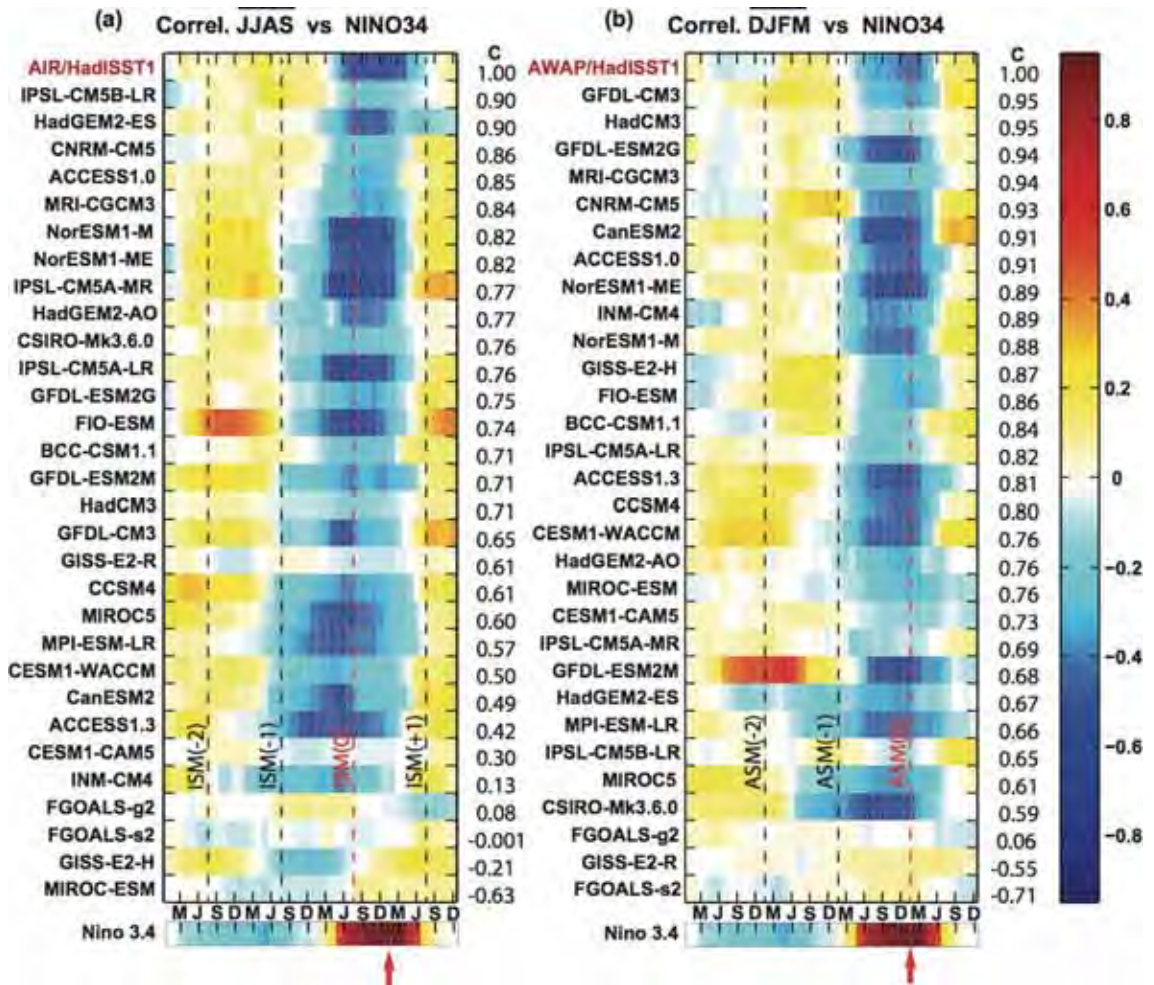 (a)
Correl. JJAS vs NINO34
C
AIR/HadISST1 1.00
IPSL-CM5B-LR 0.90
HadGEM2-ES 0.90
CNRM-CM5 0.86
ACCESS1.0 0.85
MRI-CGCM3 0.84
NorESM1-M 0.82
NorESM1-ME 0.82
IPSL-CM5A-MR 0.77
HadGEM2-AO 0.77
CSIRO-Mk3.6.0 0.76
IPSL-CM5A-LR 0.76
GFDL-ESM2G 0.75
FIO-ESM 0.74
BCC-CSM1.1 0.71
GFDL-ESM2M 0.71
HadCM3 0.71
GFDL-CM3 0.65
GISS-E2-R 0.61
CCSM4 0.61
MIROC5 0.60
MPI-ESM-LR 0.57
CESM1-WACCM 0.50
CanESM2 0.49
ACCESS1.3 0.42
CESM1-CAM5 0.30
INM-CM4 0.13
FGOALS-g2 0.08
FGOALS-s2 -0.001
GISS-E2-H -0.21
MIROC-ESM -0.63
ISM(-2) ISM(-1) ISM(0) ISM(+1)
M J S D M J S D M J S D M J S D
Nino 3.4
(b)
Correl. DJFM vs NINO34
C
AWAP/HadISST1 1.00
GFDL-CM3 0.95
HadCM3 0.95
GFDL-ESM2G 0.94
MRI-CGCM3 0.94
CNRM-CM5 0.93
CanESM2 0.91
ACCESS1.0 0.91
NorESM1-ME 0.89
INM-CM4 0.89
NorESM1-M 0.88
GISS-E2-H 0.87
FIO-ESM 0.86
BCC-CSM1.1 0.84
IPSL-CM5A-LR 0.82
ACCESS1.3 0.81
CCSM4 0.80
CESM1-WACCM 0.76
HadGEM2-AO 0.76
MIROC-ESM 0.76
CESM1-CAM5 0.73
IPSL-CM5A-MR 0.69
GFDL-ESM2M 0.68
HadGEM2-ES 0.67
MPI-ESM-LR 0.66
IPSL-CM5B-LR 0.65
MIROC5 0.61
CSIRO-Mk3.6.0 0.59
FGOALS-g2 0.06
GISS-E2-R -0.55
FGOALS-s2 -0.71
ASM(-2) ASM(-1)
M J S D M J S D M J S D M J S D
Nino 3.4
0.8
0.6
0.4
0.2
0
-0.2
-0.4
-0.6
-0.8